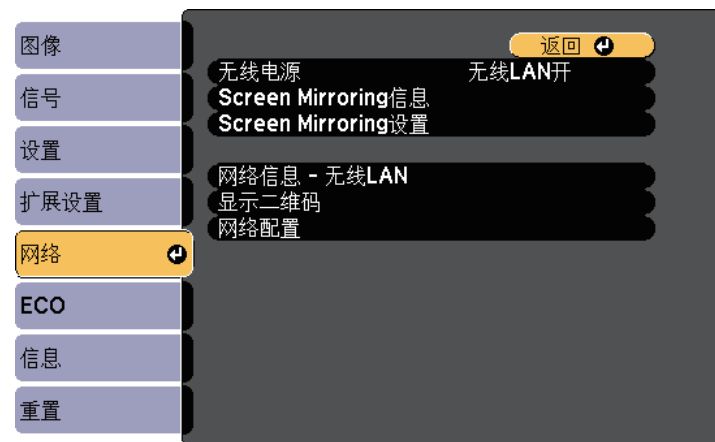 图像
信号
设置
扩展设置
网络
ECO
信息
重置
返回
无线电源 无线LAN开
Screen Mirroring信息
Screen Mirroring设置
网络信息 - 无线LAN
显示二维码
网络配置